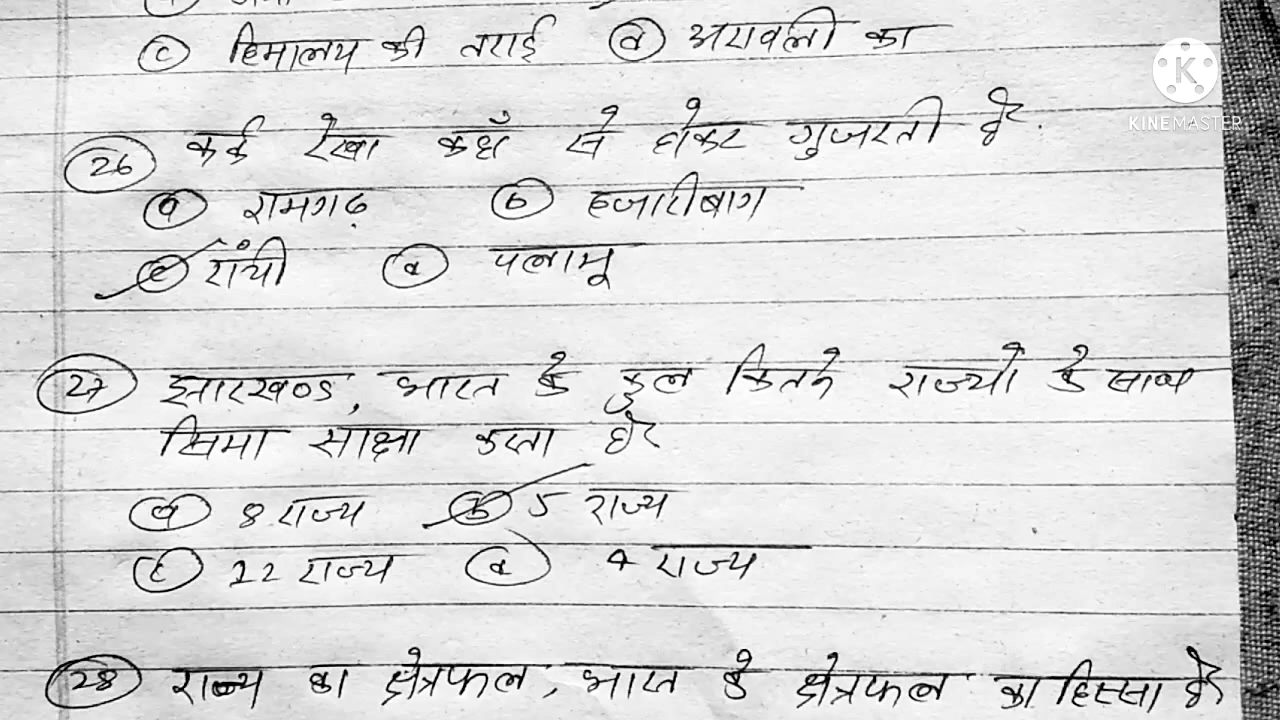 ⓒ हिमालय की तराई ⓓ अरावली का
KINEMASTER
26 कर्क रेखा कहाँ से होकर गुजरती है
ⓐ रामगढ़ ⓑ हजारीबाग
ⓒ रांची ⓓ पलामू
27 झारखण्ड, भारत के कुल कितने राज्यों के साथ
सिमा साक्षा करता है
ⓐ 8 राज्य ⓑ 5 राज्य
ⓒ 12 राज्य ⓓ 4 राज्य
28 राज्य का क्षेत्रफल, भारत के क्षेत्रफल का हिस्सा है